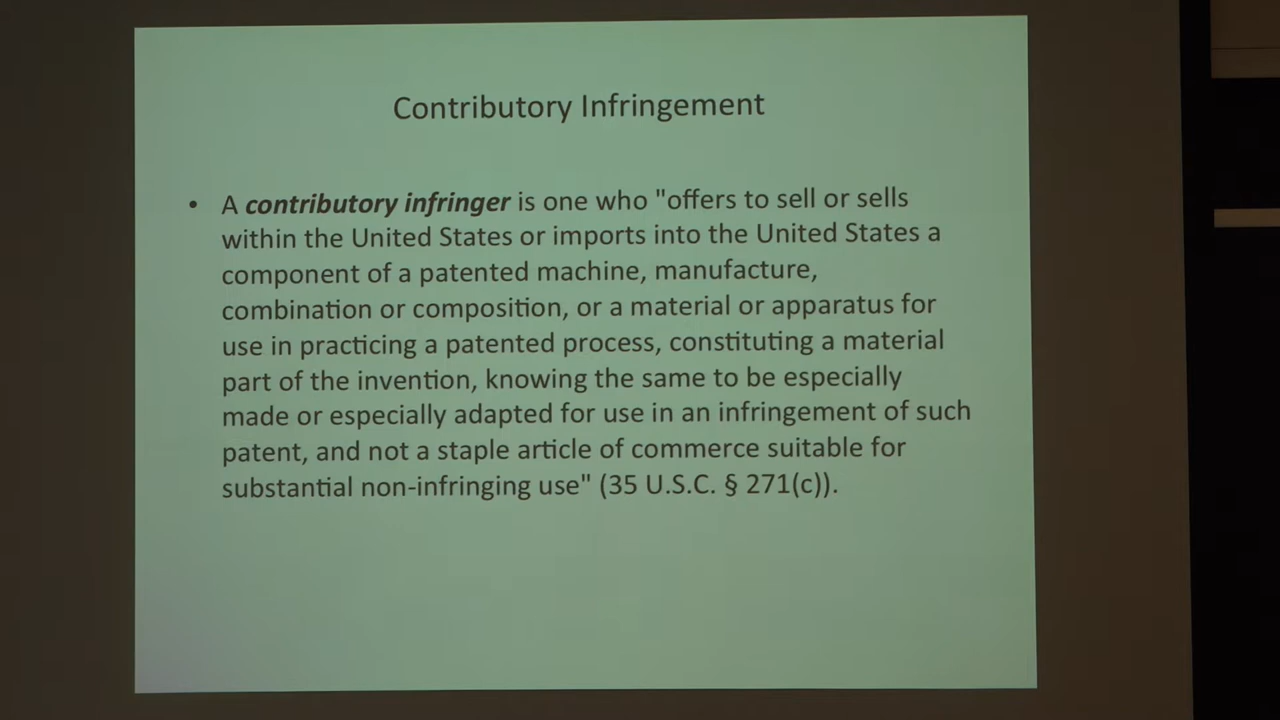 Contributory Infringement
• A contributory infringer is one who "offers to sell or sells
within the United States or imports into the United States a
component of a patented machine, manufacture,
combination or composition, or a material or apparatus for
use in practicing a patented process, constituting a material
part of the invention, knowing the same to be especially
made or especially adapted for use in an infringement of such
patent, and not a staple article of commerce suitable for
substantial non-infringing use" (35 U.S.C. § 271(c)).